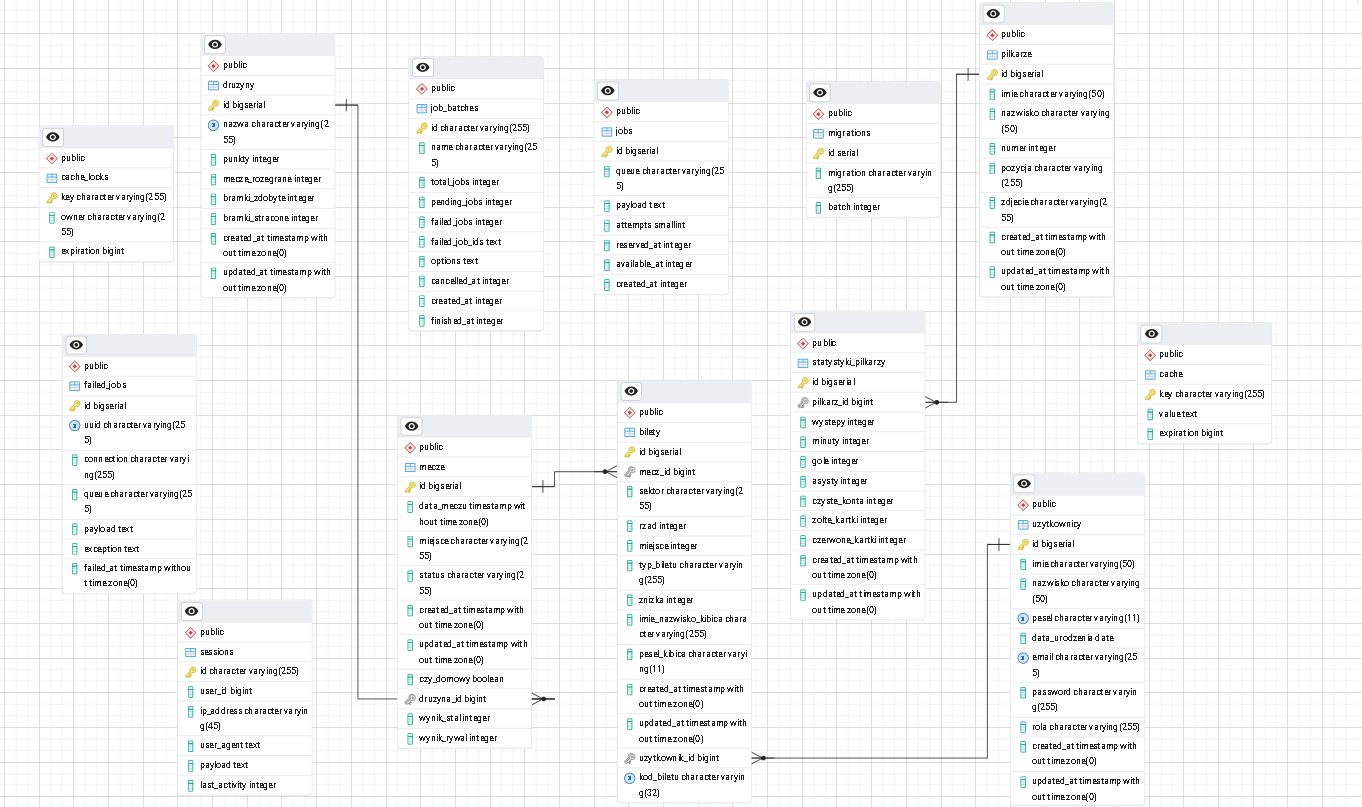 public
cache_locks
key character varying(255)
owner character varying(2
55)
expiration bigint
public
druzyny
id bigserial
nazwa character varying(2
55)
punkty integer
mecze_rozegrane integer
bramki_zdobyte integer
bramki_stracone integer
created_at timestamp with
out time zone(0)
updated_at timestamp with
out time zone(0)
public
job_batches
id character varying(255)
name character varying(25
5)
total_jobs integer
pending_jobs integer
failed_jobs integer
failed_job_ids text
options text
cancelled_at integer
created_at integer
finished_at integer
public
jobs
id bigserial
queue character varying(25
5)
payload text
attempts smallint
reserved_at integer
available_at integer
created_at integer
public
migrations
id serial
migration character varyin
g(255)
batch integer
public
pilkarze
id bigserial
imie character varying(50)
nazwisko character varying
(50)
numer integer
pozycja character varying
(255)
zdjecie character varying(2
55)
created_at timestamp with
out time zone(0)
updated_at timestamp with
out time zone(0)
public
failed_jobs
id bigserial
uuid character varying(25
5)
connection character varyi
ng(255)
queue character varying(25
5)
payload text
exception text
failed_at timestamp withou
t time zone(0)
public
sessions
id character varying(255)
user_id bigint
ip_address character varyin
g(45)
user_agent text
payload text
last_activity integer
public
mecze
id bigserial
data_meczu timestamp wit
hout time zone(0)
miejsce character varying(2
55)
status character varying(2
55)
created_at timestamp with
out time zone(0)
updated_at timestamp with
out time zone(0)
czy_domowy boolean
druzyna_id bigint
wynik_stal integer
wynik_rywal integer
public
bilety
id bigserial
mecz_id bigint
sektor character varying(2
55)
rzad integer
miejsce integer
typ_biletu character varyin
g(255)
znizka integer
imie_nazwisko_kibica chara
cter varying(255)
pesel_kibica character varyi
ng(11)
created_at timestamp with
out time zone(0)
updated_at timestamp with
out time zone(0)
uzytkownik_id bigint
kod_biletu character varyin
g(32)
public
statystyki_pilkarzy
id bigserial
pilkarz_id bigint
wystepy integer
minuty integer
gole integer
asysty integer
czyste_konta integer
zolte_kartki integer
czerwone_kartki integer
created_at timestamp with
out time zone(0)
updated_at timestamp with
out time zone(0)
public
cache
key character varying(255)
value text
expiration bigint
public
uzytkownicy
id bigserial
imie character varying(50)
nazwisko character varying
(50)
pesel character varying(11)
data_urodzenia date
email character varying(25
5)
password character varyin
g(255)
rola character varying(255)
created_at timestamp with
out time zone(0)
updated_at timestamp with
out time zone(0)